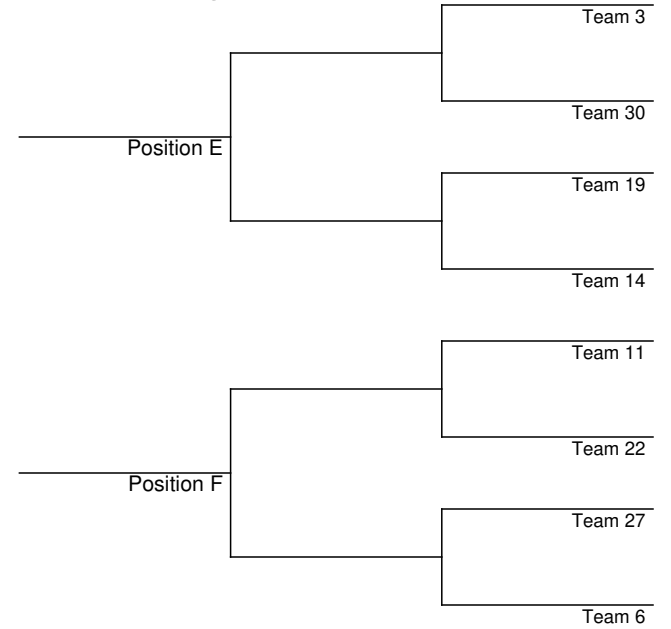 Team 3
Team 30
Position E
Team 19
Team 14
Team 11
Team 22
Position F
Team 27
Team 6